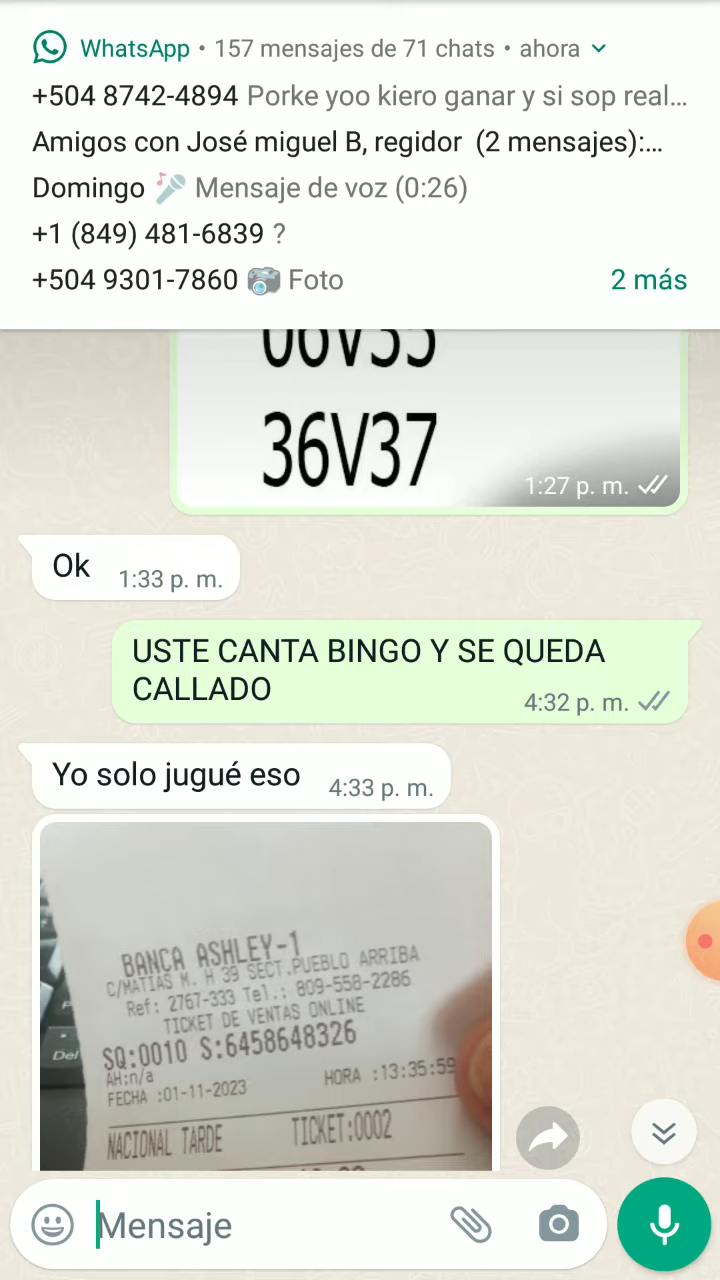 WhatsApp • 157 mensajes de 71 chats • ahora
+504 8742-4894 Porke yoo kiero ganar y si sop real...
Amigos con José miguel B, regidor (2 mensajes):...
Domingo 🎤 Mensaje de voz (0:26)
+1 (849) 481-6839 ?
+504 9301-7860 📷 Foto
2 más
06V35
36V37
1:27 p. m.
Ok
1:33 p. m.
USTE CANTA BINGO Y SE QUEDA
CALLADO
4:32 p. m.
Yo solo jugué eso
4:33 p. m.
BANCA ASHLEY-1
C/MATIAS M. H 39 SECT.PUEBLO ARRIBA
Ref: 2767-333 Tel.: 809-558-2286
TICKET DE VENTAS ONLINE
SQ:0010 S:6458648326
AH:n/a
FECHA :01-11-2023
HORA :13:35:59
NACIONAL TARDE
TICKET:0002
Del
Mensaje